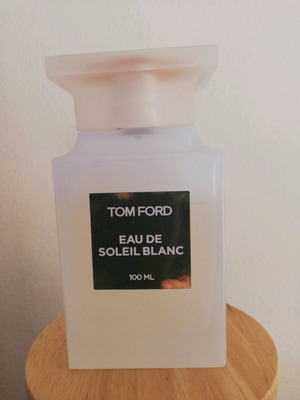 TOM FORD
EAU DE
SOLEIL BLANC
100 ML